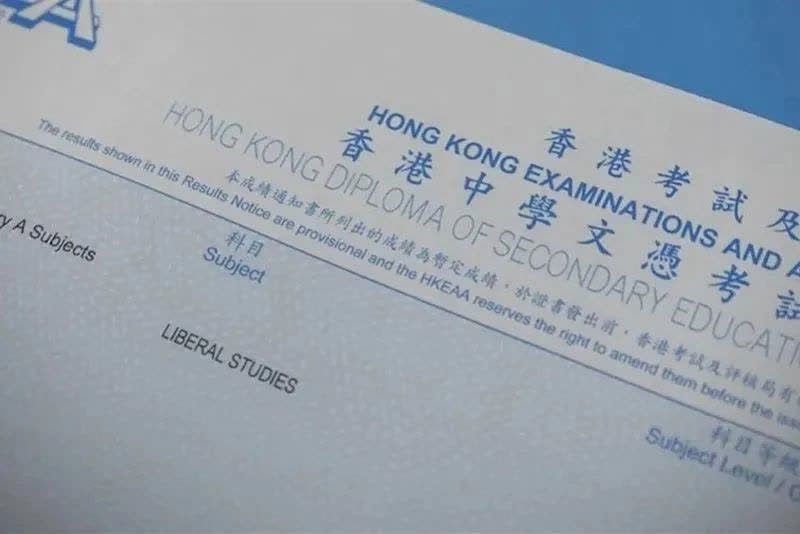 香港考試及
HONG KONG EXAMINATIONS AND
香港中學文憑考試
HONG KONG DIPLOMA OF SECONDARY
本成績通知書所列出的成績為暫定成績，於證書發出前，香港考試及評核局有
The results shown in this Results Notice are provisional and the HKEAA reserves the right to amend them before the
A Subjects
科目
Subject
科目等級
Subject Level /
LIBERAL STUDIES